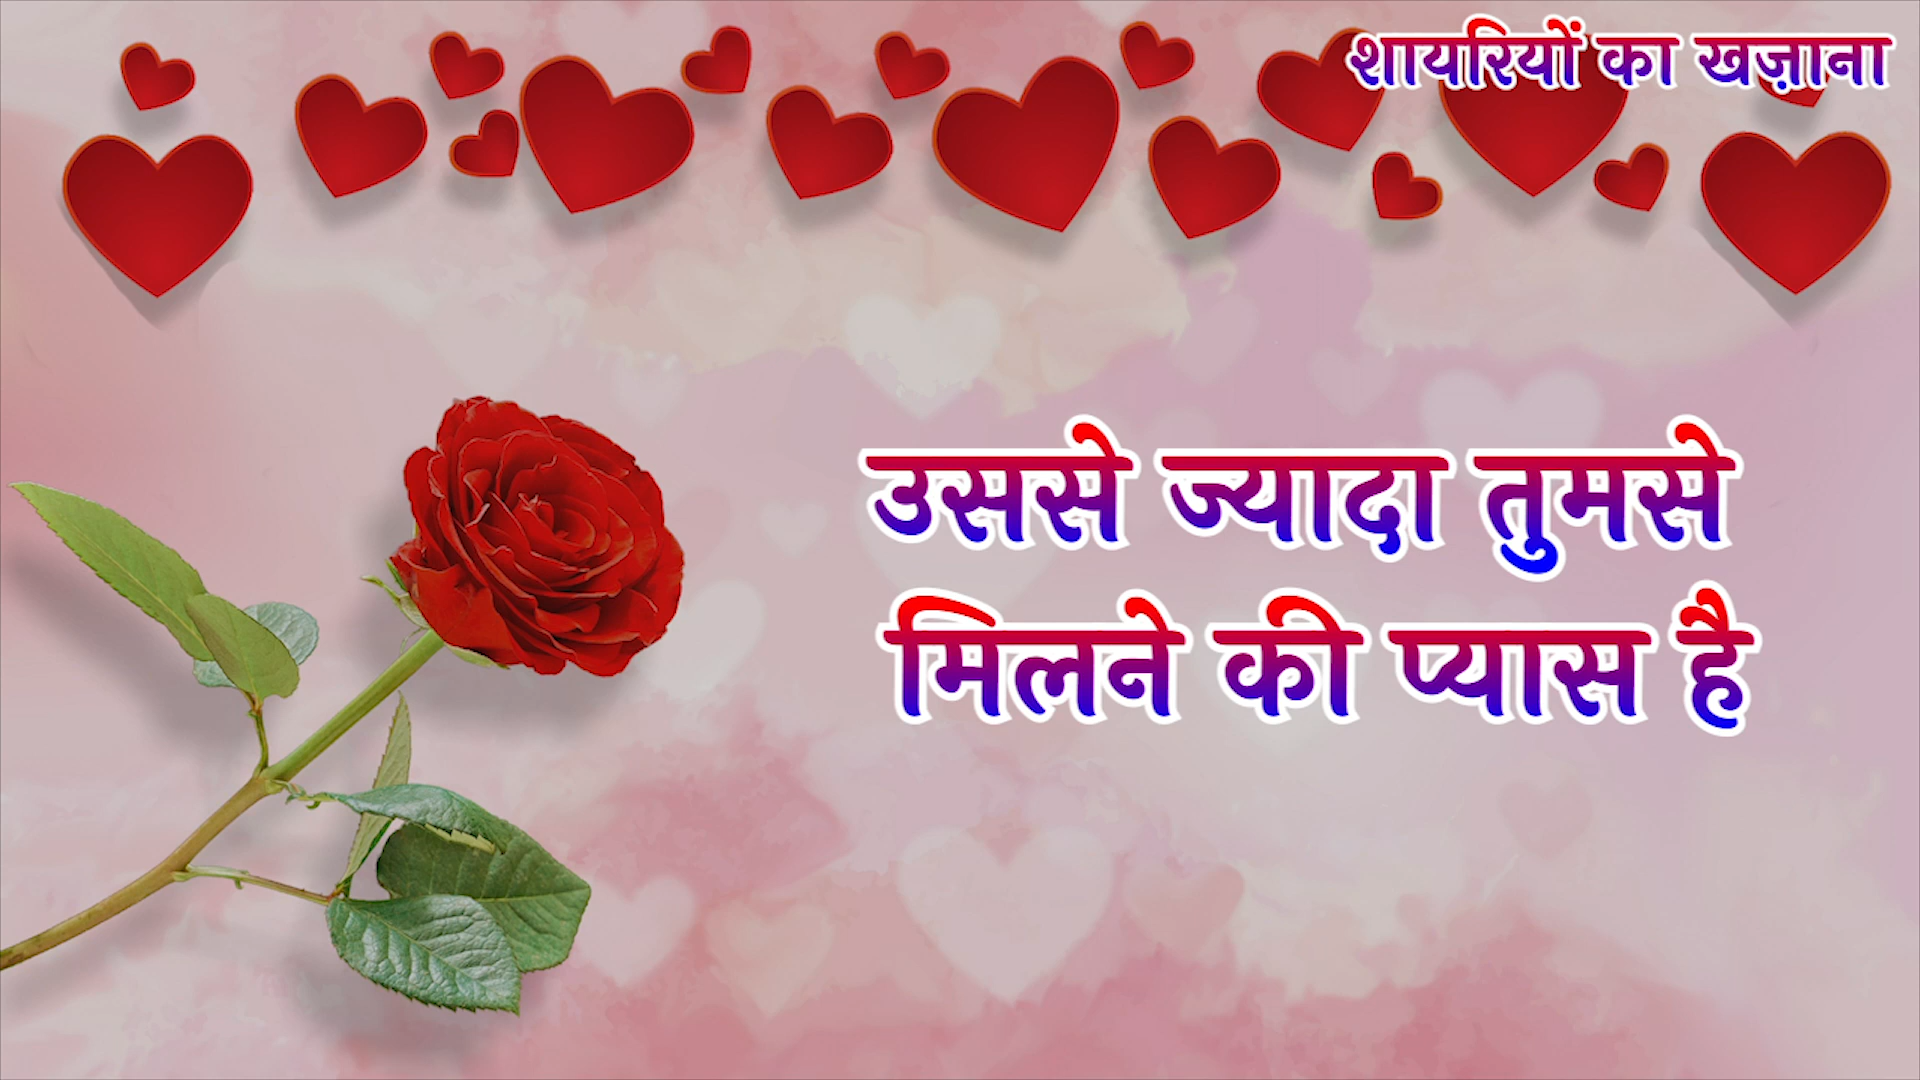 शायरियों का खज़ाना
उससे ज्यादा तुमसे
मिलने की प्यास है